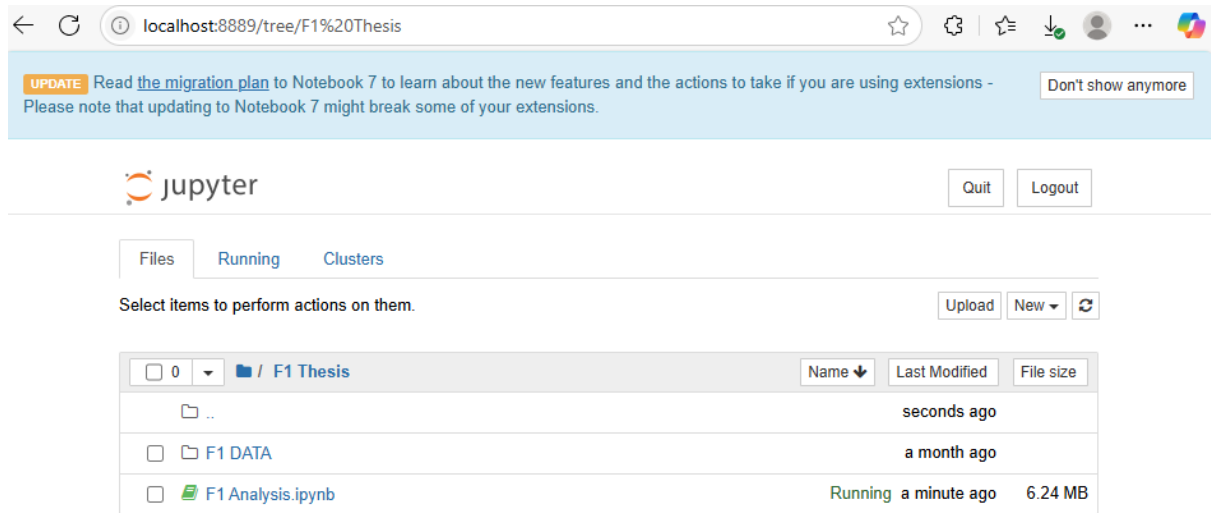 localhost:8889/tree/F1%20Thesis
UPDATE Read the migration plan to Notebook 7 to learn about the new features and the actions to take if you are using extensions -
Please note that updating to Notebook 7 might break some of your extensions.
Don't show anymore
jupyter
Quit Logout
Files Running Clusters
Select items to perform actions on them.
Upload New
0 / F1 Thesis Name Last Modified File size
.. seconds ago
F1 DATA a month ago
F1 Analysis.ipynb Running a minute ago 6.24 MB